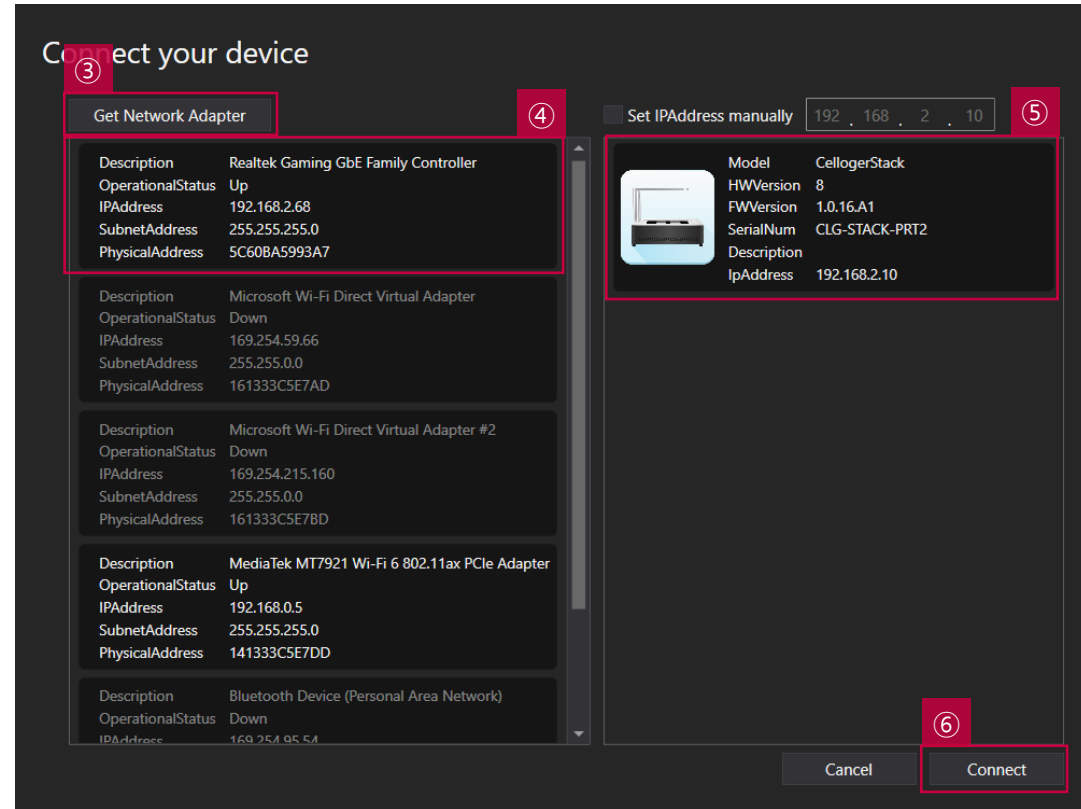 Connect your device
③
Get Network Adapter
④
Set IPAddress manually 192 . 168 . 2 . 10
⑤
Description Realtek Gaming GbE Family Controller
OperationalStatus Up
IPAddress 192.168.2.68
SubnetAddress 255.255.255.0
PhysicalAddress 5C60BA5993A7
Description Microsoft Wi-Fi Direct Virtual Adapter
OperationalStatus Down
IPAddress 169.254.59.66
SubnetAddress 255.255.0.0
PhysicalAddress 161333C5E7AD
Description Microsoft Wi-Fi Direct Virtual Adapter #2
OperationalStatus Down
IPAddress 169.254.215.160
SubnetAddress 255.255.0.0
PhysicalAddress 161333C5E7BD
Description MediaTek MT7921 Wi-Fi 6 802.11ax PCIe Adapter
OperationalStatus Up
IPAddress 192.168.0.5
SubnetAddress 255.255.255.0
PhysicalAddress 141333C5E7DD
Description Bluetooth Device (Personal Area Network)
OperationalStatus Down
IPAddress 169.254.95.54
Model CellogerStack
HWVersion 8
FWVersion 1.0.16.A1
SerialNum CLG-STACK-PRT2
Description
IpAddress 192.168.2.10
⑥
Cancel Connect